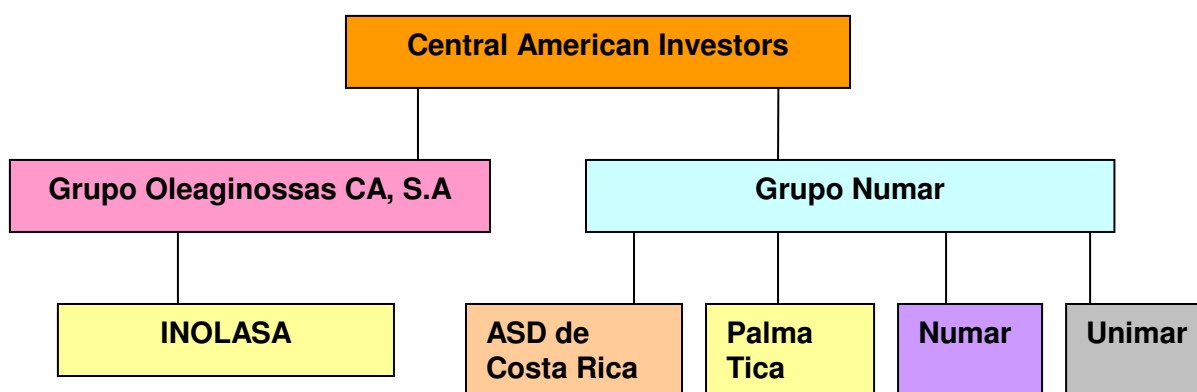 Central American Investors
Grupo Oleaginossas CA, S.A
Grupo Numar
INOLASA
ASD de
Costa Rica
Palma
Tica
Numar
Unimar